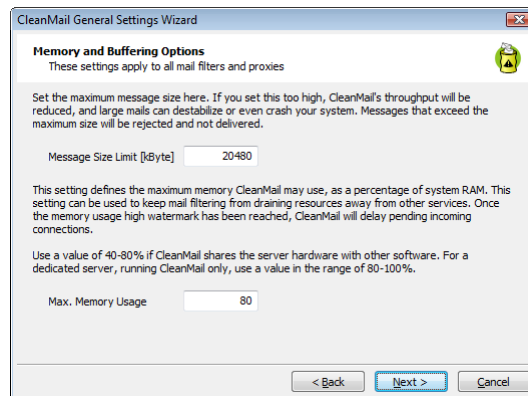 CleanMail General Settings Wizard
Memory and Buffering Options
These settings apply to all mail filters and proxies
Set the maximum message size here. If you set this too high, CleanMail's throughput will be
reduced, and large mails can destabilize or even crash your system. Messages that exceed the
maximum size will be rejected and not delivered.
Message Size Limit [kByte] 20480
This setting defines the maximum memory CleanMail may use, as a percentage of system RAM. This
setting can be used to keep mail filtering from draining resources away from other services. Once
the memory usage high watermark has been reached, CleanMail will delay pending incoming
connections.
Use a value of 40-80% if CleanMail shares the server hardware with other software. For a
dedicated server, running CleanMail only, use a value in the range of 80-100%.
Max. Memory Usage 80
< Back Next > Cancel